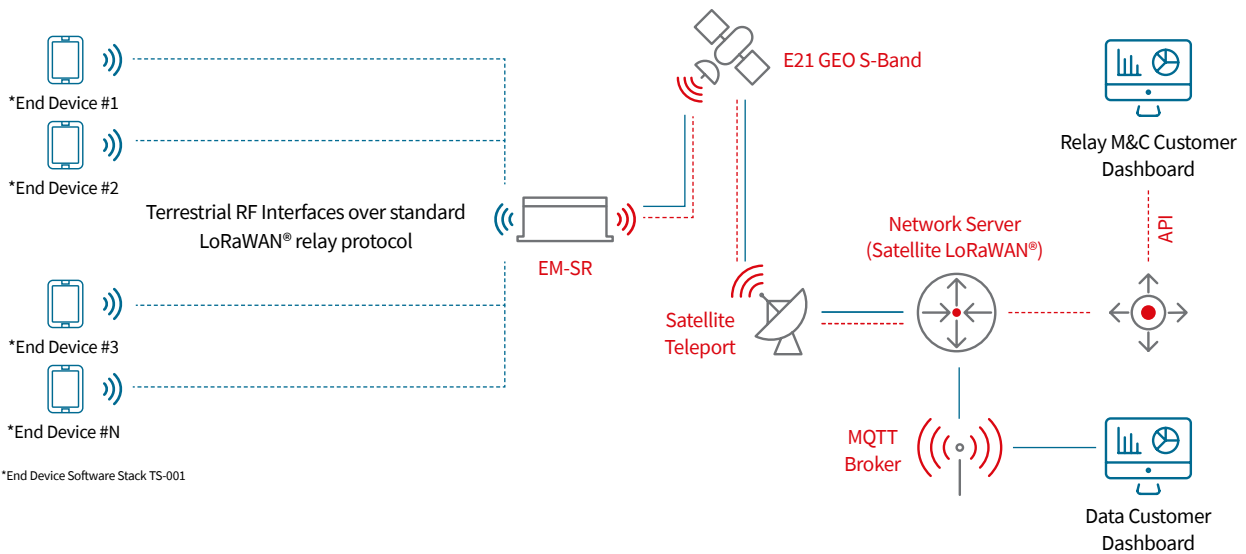 *End Device #1
*End Device #2
Terrestrial RF Interfaces over standard
LoRaWAN® relay protocol
*End Device #3
*End Device #N
*End Device Software Stack TS-001
EM-SR
E21 GEO S-Band
Satellite
Teleport
Network Server
(Satellite LoRaWAN®)
MQTT
Broker
Relay M&C Customer
Dashboard
API
Data Customer
Dashboard